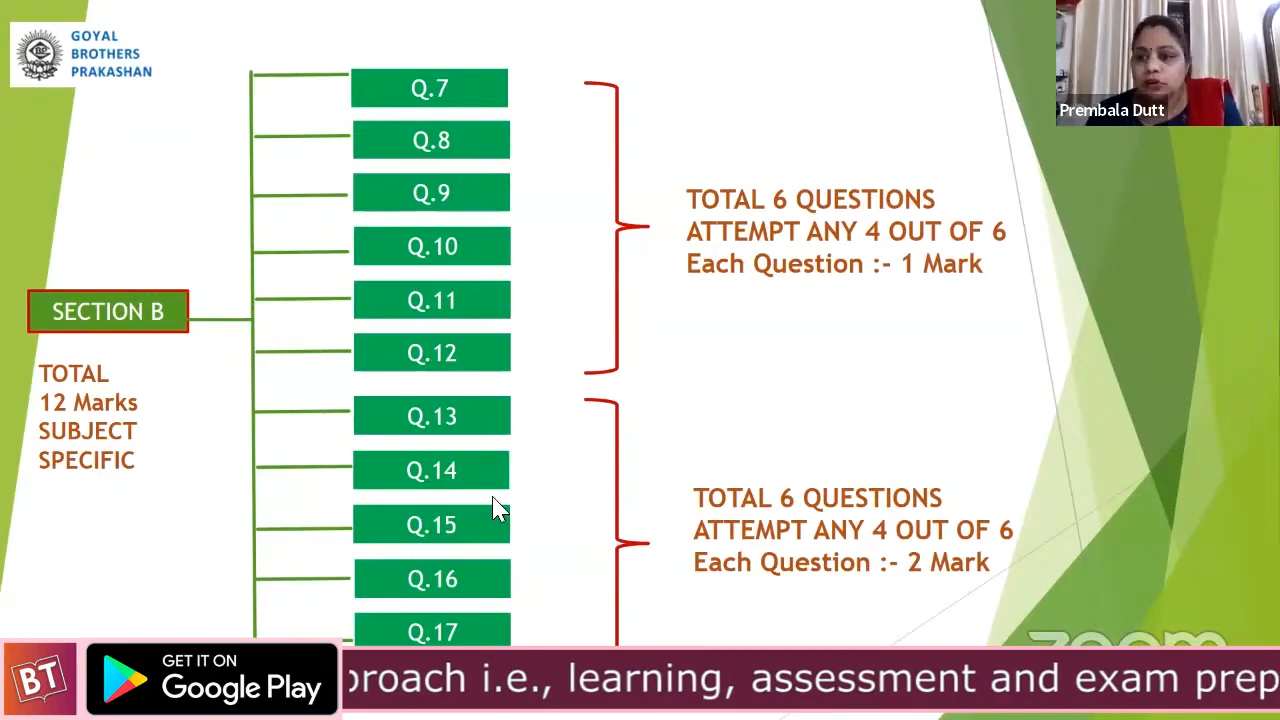 GOYAL
BROTHERS
PRAKASHAN
Prembala Dutt
Q.7
Q.8
Q.9
Q.10
Q.11
Q.12
TOTAL 6 QUESTIONS
ATTEMPT ANY 4 OUT OF 6
Each Question :- 1 Mark
SECTION B
TOTAL
12 Marks
SUBJECT
SPECIFIC
Q.13
Q.14
Q.15
Q.16
Q.17
TOTAL 6 QUESTIONS
ATTEMPT ANY 4 OUT OF 6
Each Question :- 2 Mark
zoom
BT
GET IT ON
Google Play
proach i.e., learning, assessment and exam prep